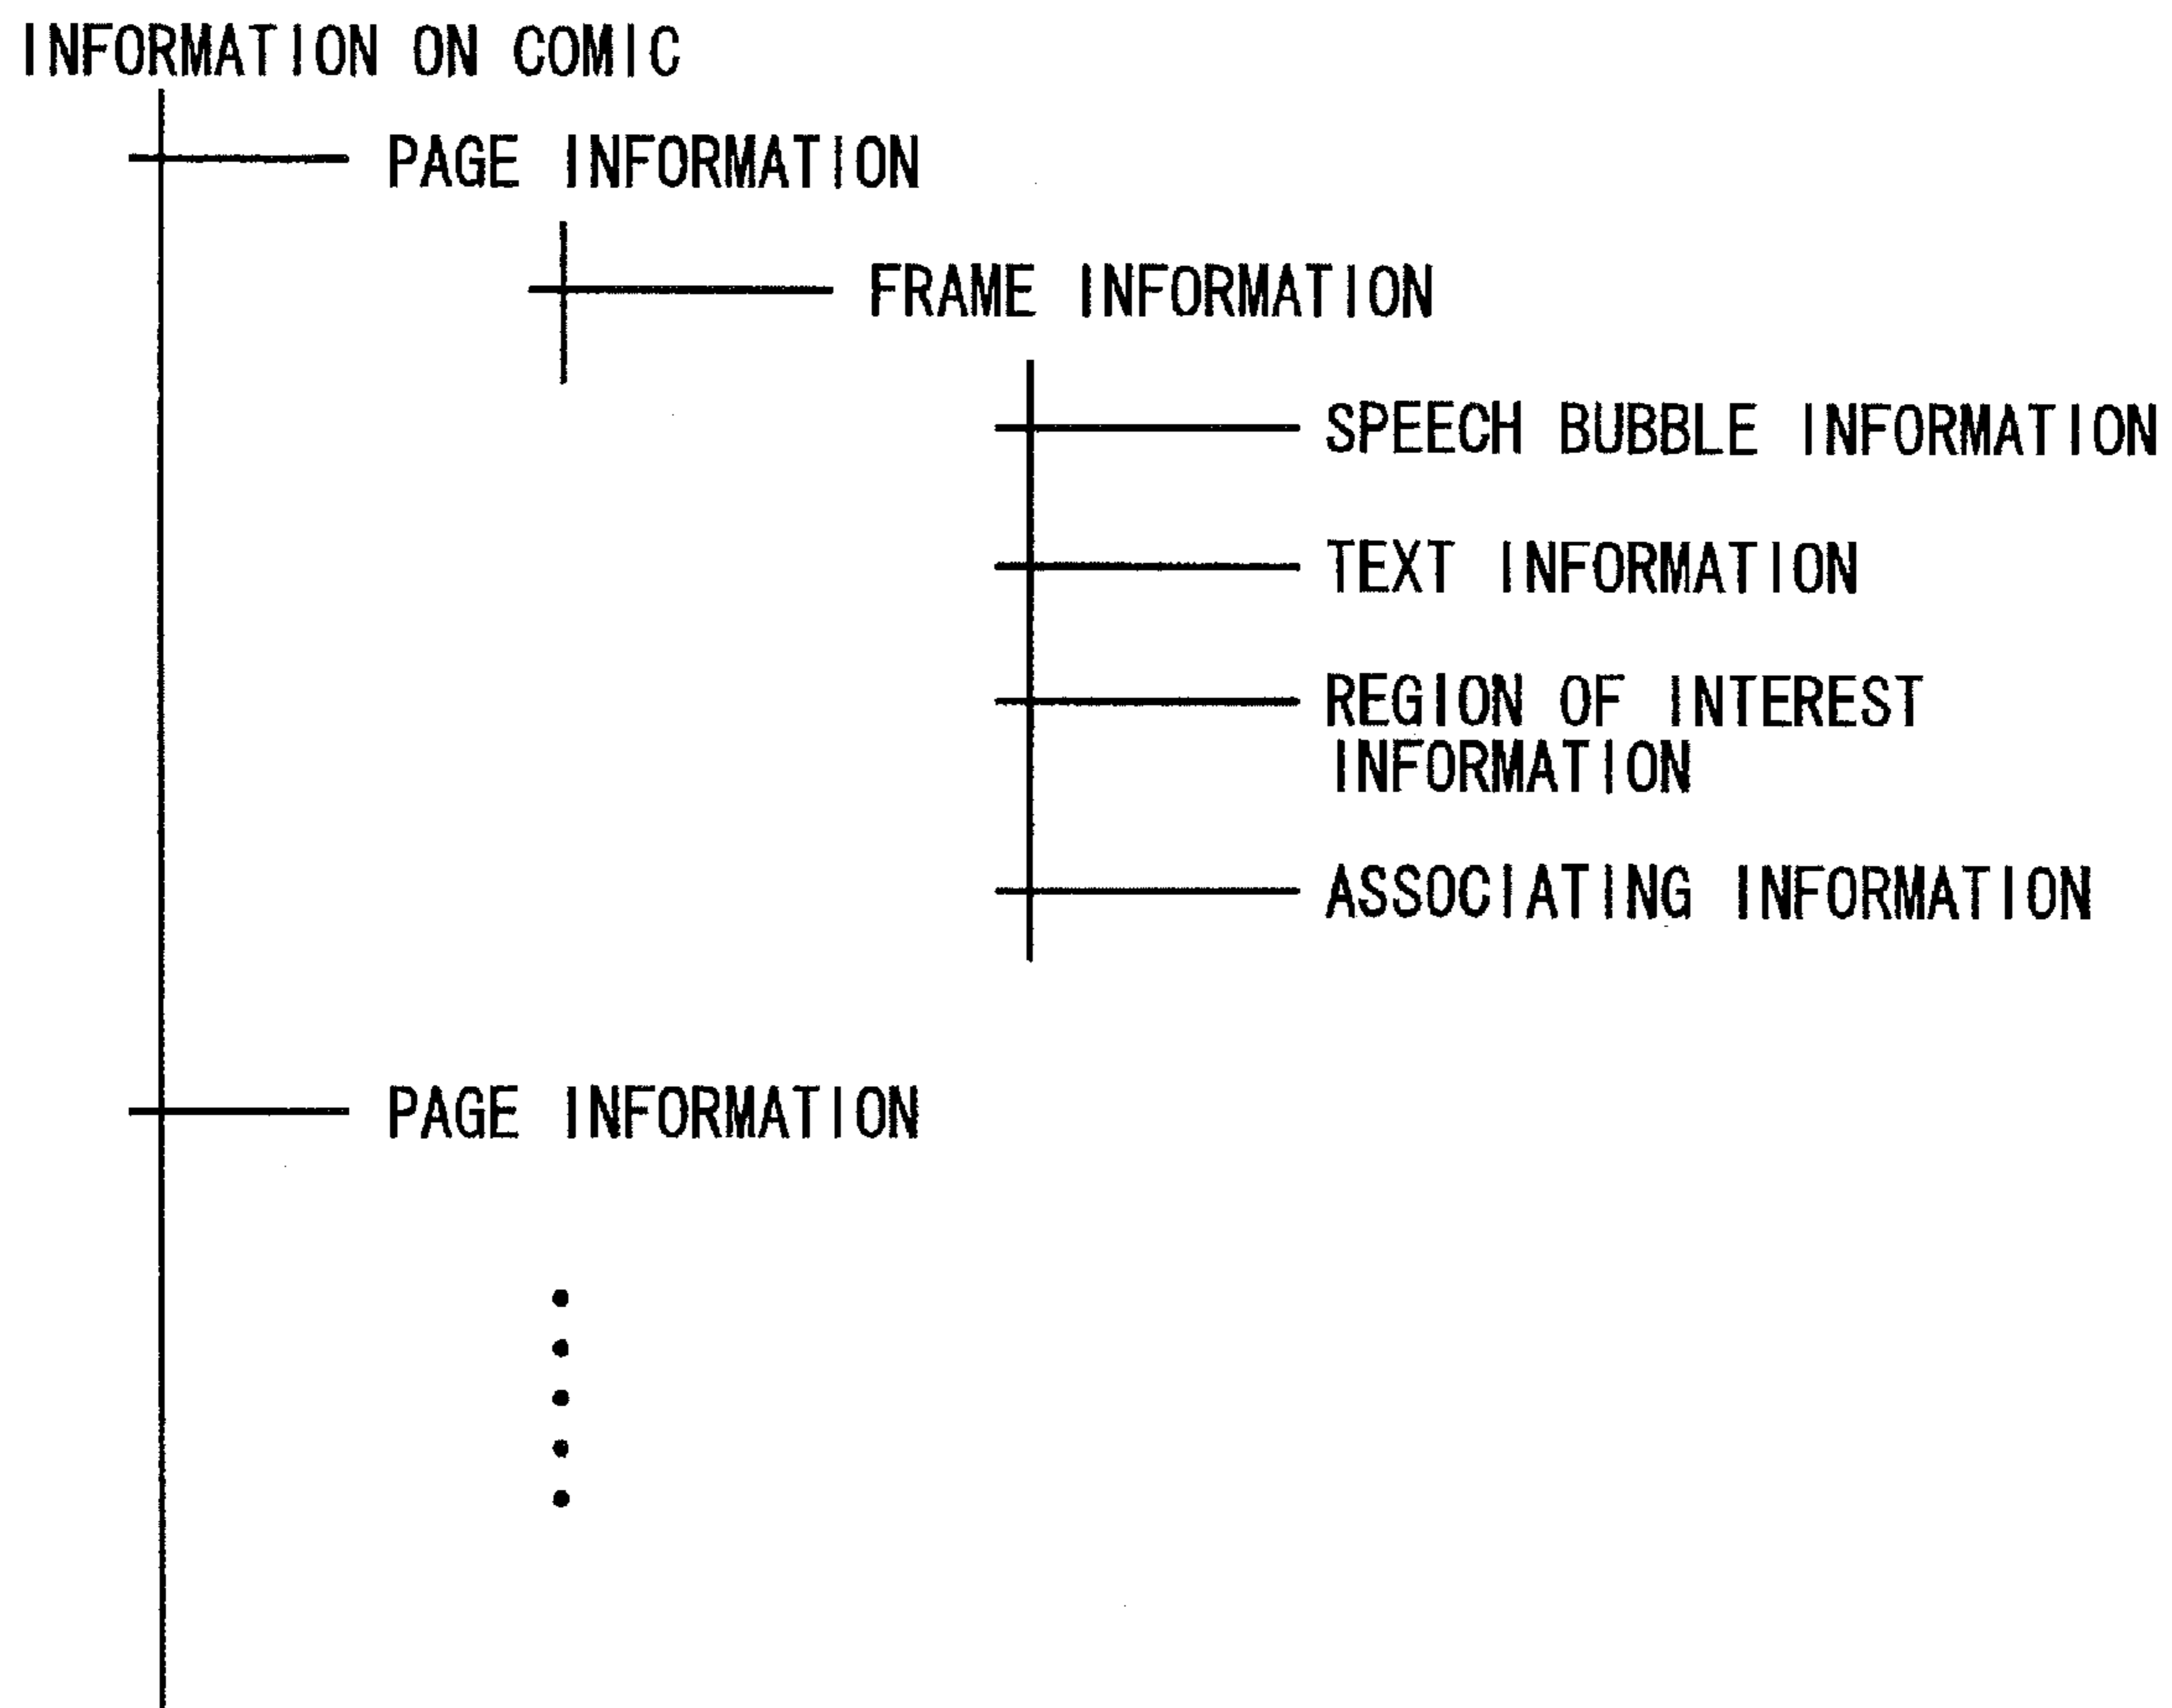 INFORMATION ON COMIC
PAGE INFORMATION
FRAME INFORMATION
SPEECH BUBBLE INFORMATION
TEXT INFORMATION
REGION OF INTEREST
INFORMATION
ASSOCIATING INFORMATION
PAGE INFORMATION